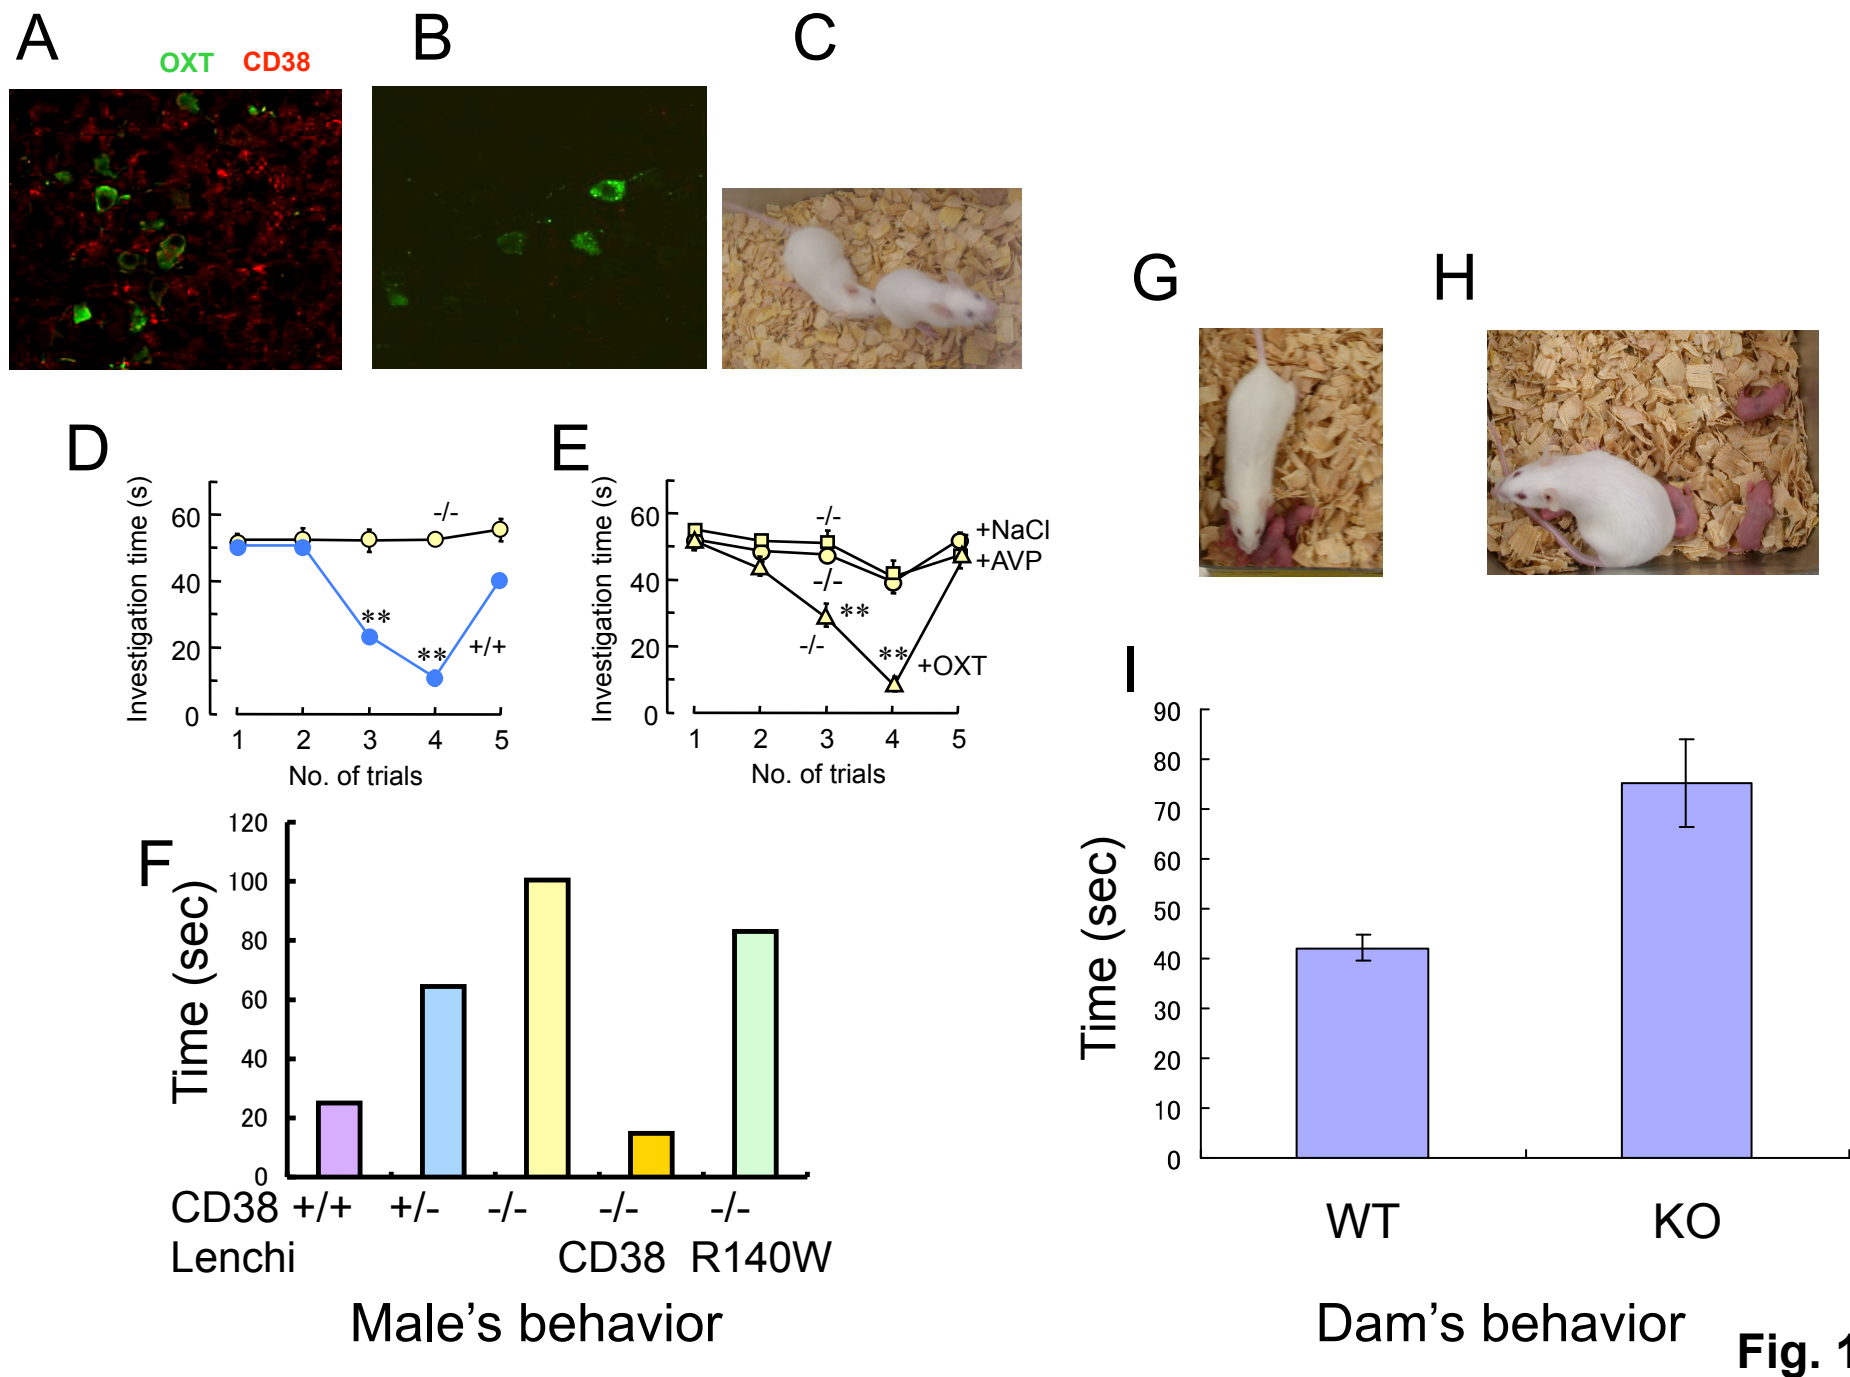 A
OXT CD38
B
C
D
Investigation time (s)
60
40
20
0
-/-
**
**
+/+
1 2 3 4 5
No. of trials
E
Investigation time (s)
60
40
20
0
-/-
-/-
**
-/-
**
+NaCl
+AVP
+OXT
1 2 3 4 5
No. of trials
F
Time (sec)
120
100
80
60
40
20
0
CD38 +/+ +/- -/- -/- -/-
Lenchi CD38 R140W
Male’s behavior
G
H
I
Time (sec)
90
80
70
60
50
40
30
20
10
0
WT KO
Dam’s behavior
Fig. 1